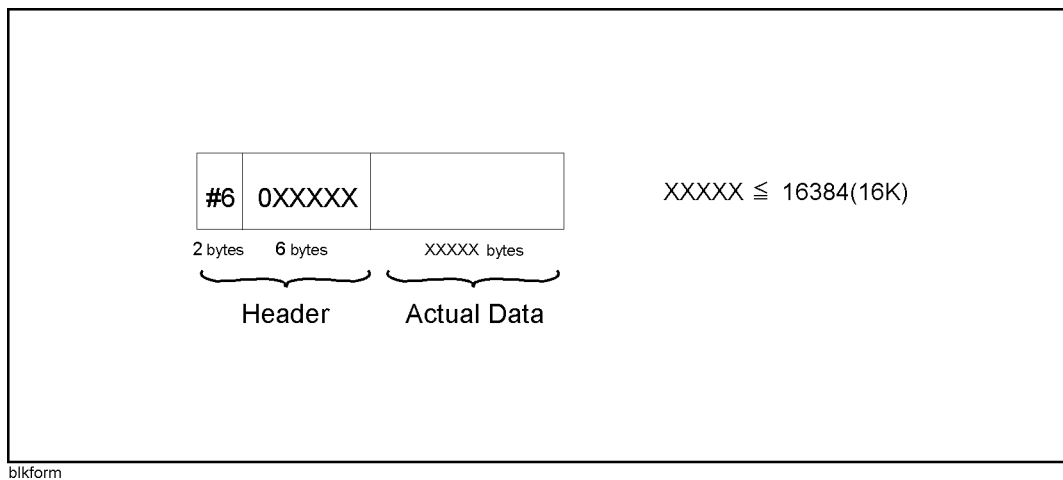 #6 0XXXXX
XXXXX ≦ 16384(16K)
2 bytes 6 bytes XXXXX bytes
Header Actual Data
blkform